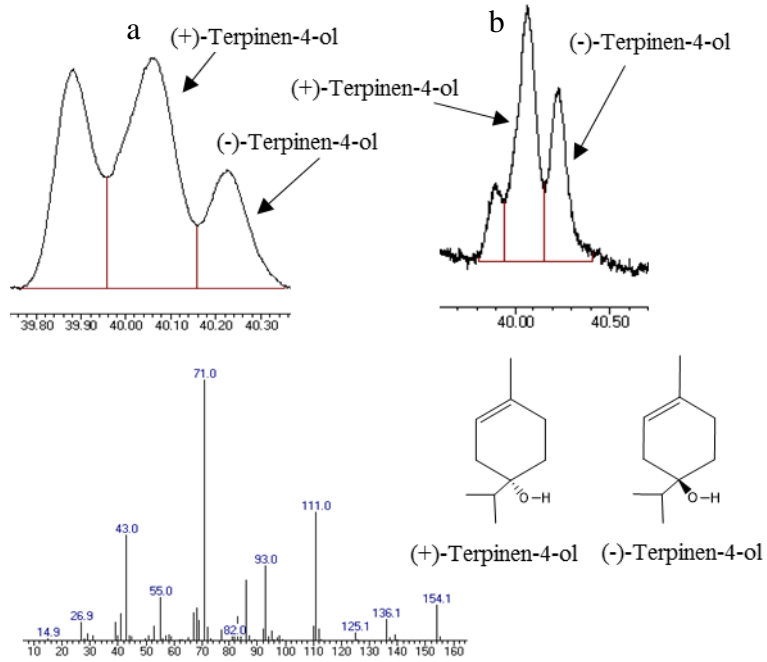 a
(+)-Terpinen-4-ol
(-)-Terpinen-4-ol
39.80 39.90 40.00 40.10 40.20 40.30
b
(-)-Terpinen-4-ol
(+)-Terpinen-4-ol
40.00 40.50
71.0
111.0
43.0
93.0
55.0
154.1
136.1
26.9
14.9
82.0
125.1
10 20 30 40 50 60 70 80 90 100 110 120 130 140 150 160
O-H
O-H
(+)-Terpinen-4-ol (-)-Terpinen-4-ol